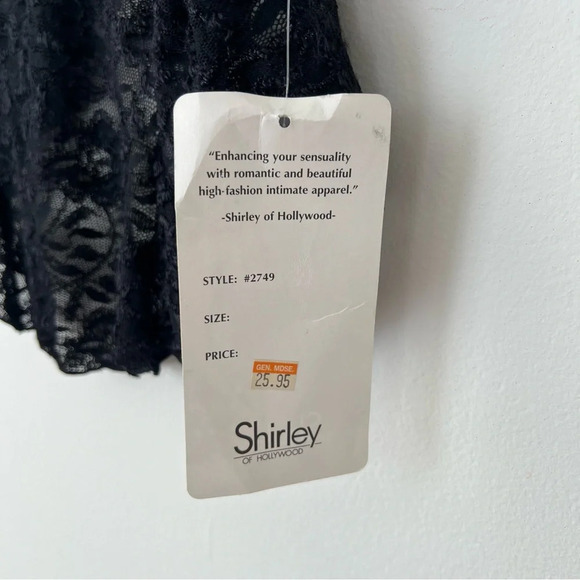 “Enhancing your sensuality
with romantic and beautiful
high-fashion intimate apparel.”
-Shirley of Hollywood-
STYLE: #2749
SIZE:
PRICE:
GEN. MDSE.
25.95
Shirley
OF HOLLYWOOD